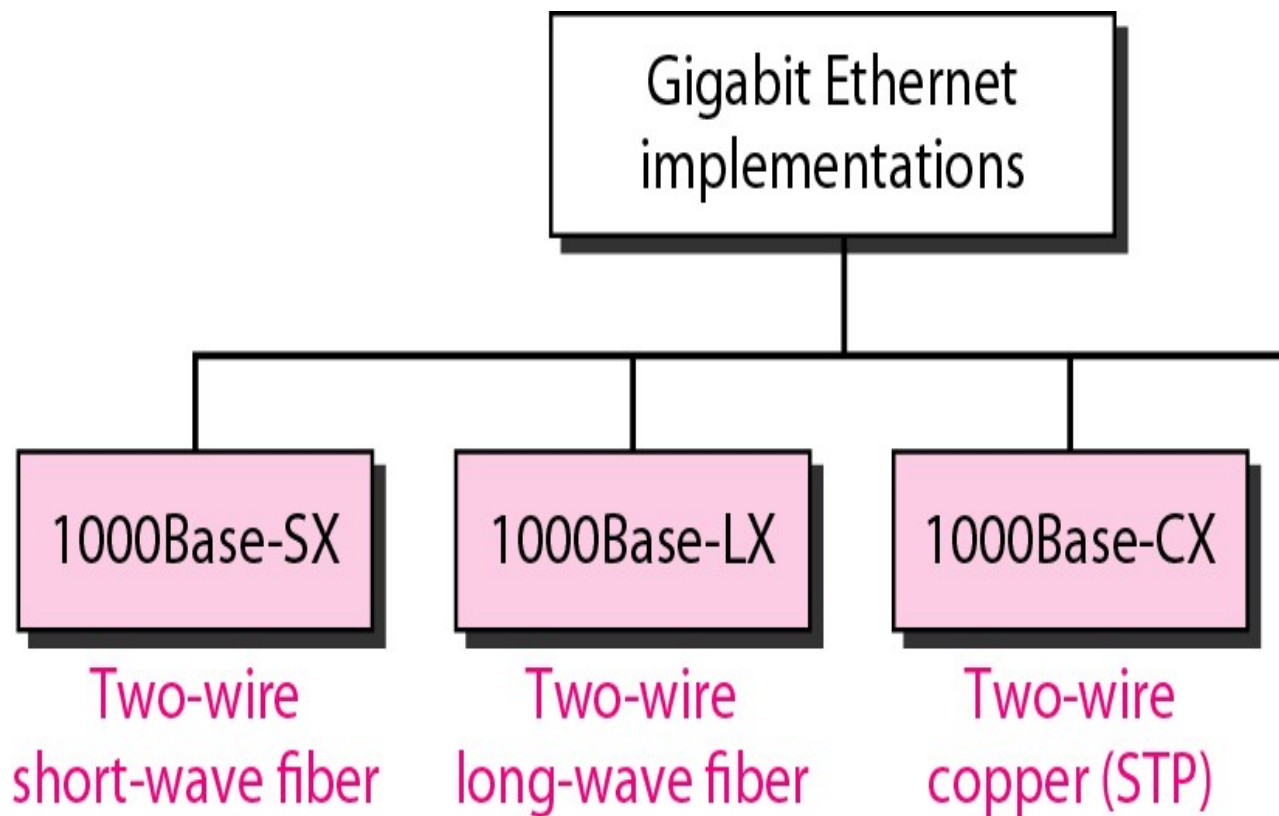 Gigabit Ethernet
implementations
1000Base-SX
1000Base-LX
1000Base-CX
Two-wire
short-wave fiber
Two-wire
long-wave fiber
Two-wire
copper (STP)